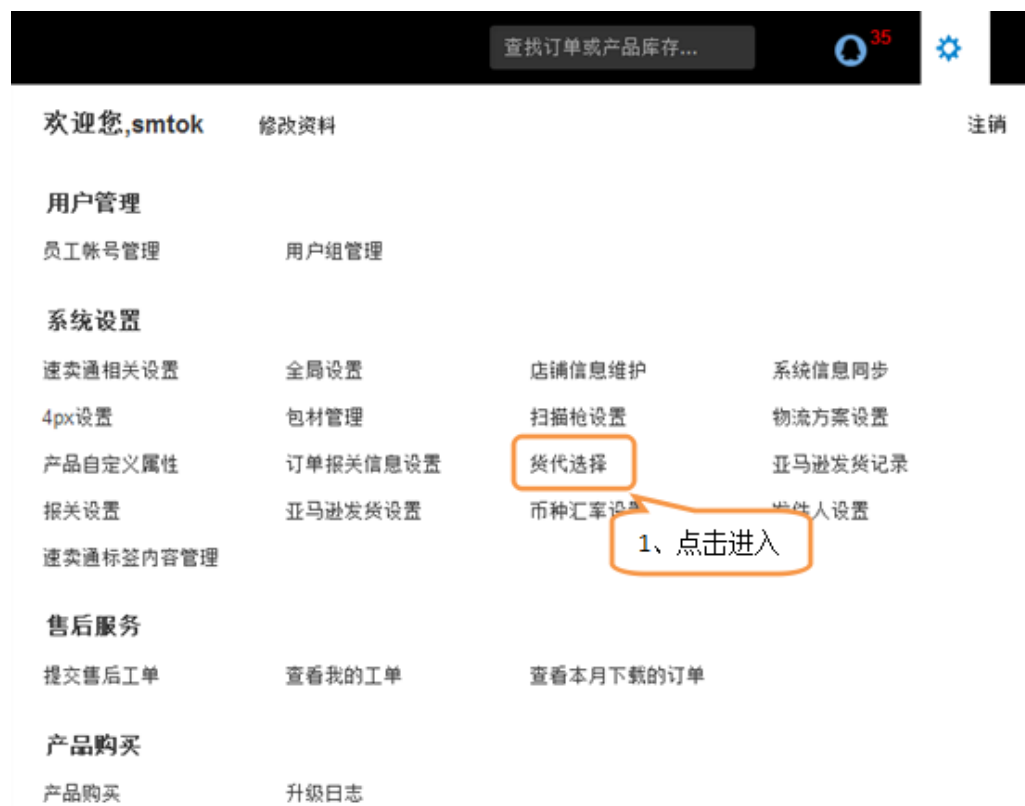 查找订单或产品库存...
35
欢迎您,smtok 修改资料 注销
用户管理
员工帐号管理 用户组管理
系统设置
速卖通相关设置 全局设置 店铺信息维护 系统信息同步
4px设置 包材管理 扫描枪设置 物流方案设置
产品自定义属性 订单报关信息设置 货代选择 亚马逊发货记录
报关设置 亚马逊发货设置 币种汇率设 人设置
1、点击进入
速卖通标签内容管理
售后服务
提交售后工单 查看我的工单 查看本月下载的订单
产品购买
产品购买 升级日志